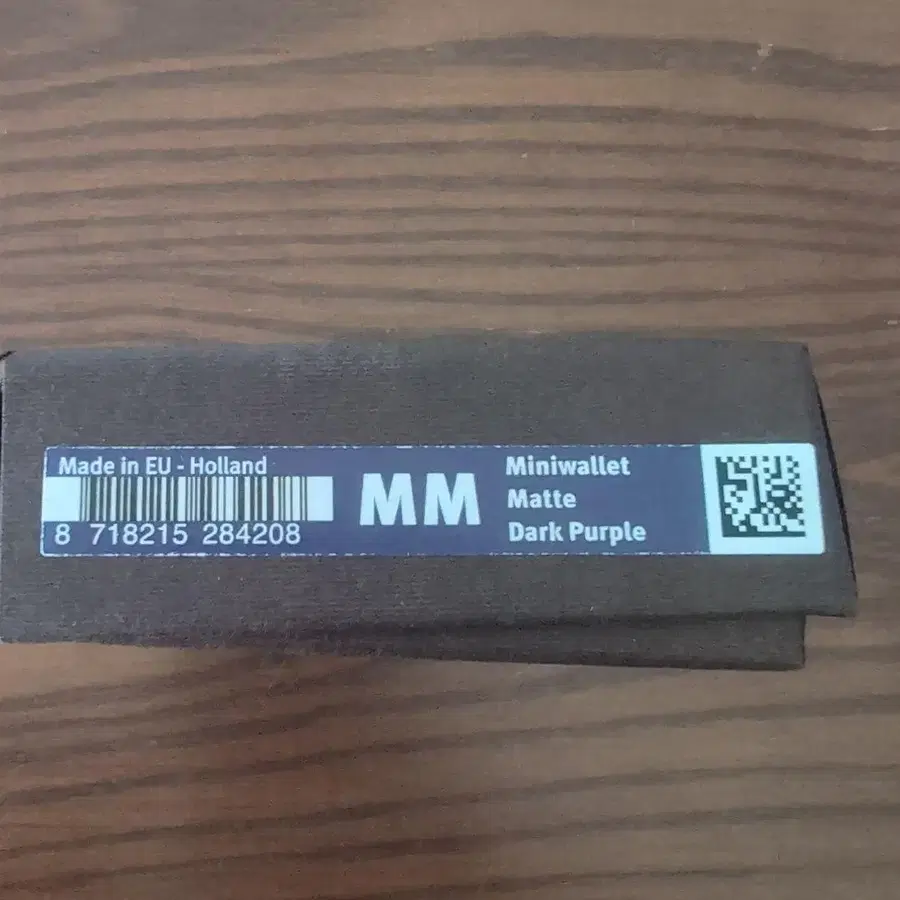 Made in EU - Holland
8 718215 284208
MM
Miniwallet
Matte
Dark Purple